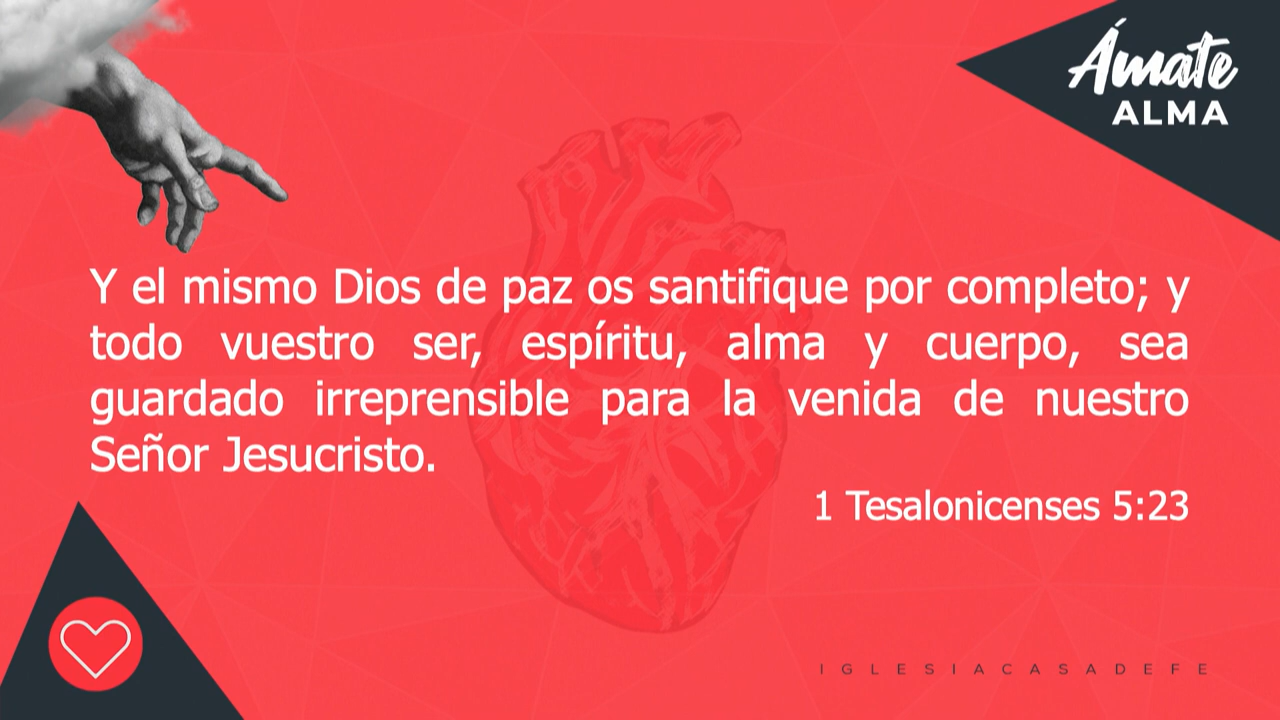 Ámate
ALMA
Y el mismo Dios de paz os santifique por completo; y
todo vuestro ser, espíritu, alma y cuerpo, sea
guardado irreprensible para la venida de nuestro
Señor Jesucristo.
1 Tesalonicenses 5:23
IGLESIACASADEFE